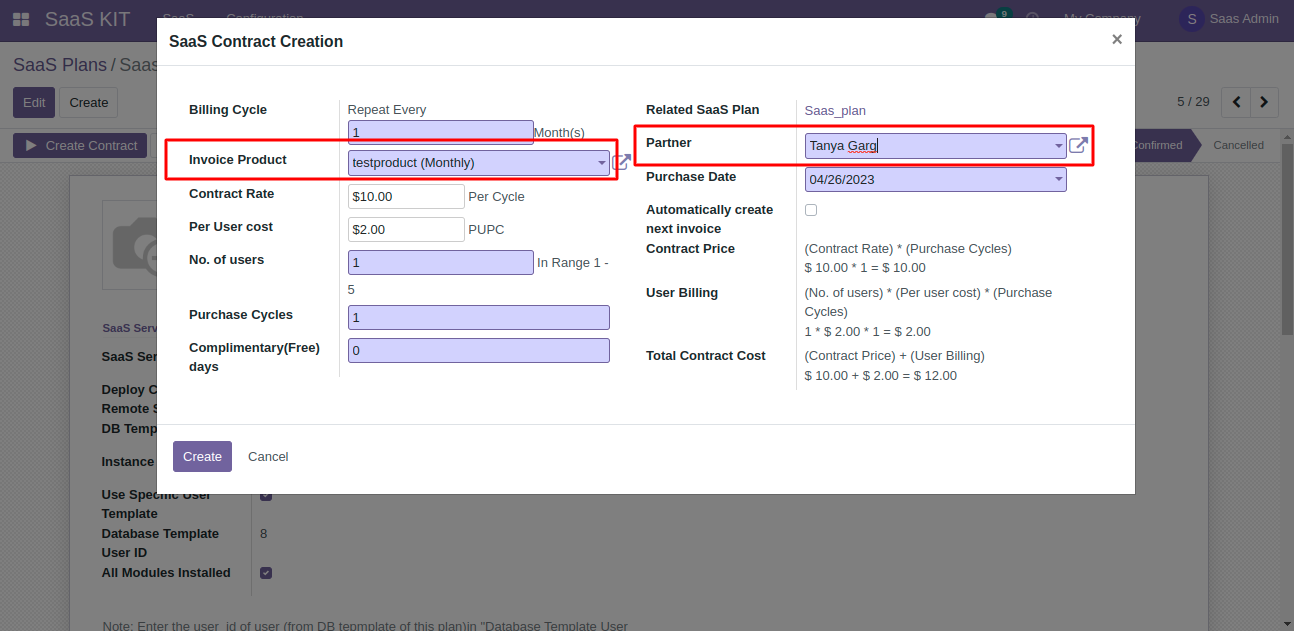 SaaS KIT
SaaS
Configuration
9
My Company
S
Saas Admin
SaaS Plans / Saas
Edit
Create
5 / 29
Create Contract
Confirmed
Cancelled
SaaS Contract Creation
×
Billing Cycle
Repeat Every
1
Month(s)
Invoice Product
testproduct (Monthly)
Contract Rate
$10.00
Per Cycle
Per User cost
$2.00
PUPC
No. of users
1
In Range 1 -
5
Purchase Cycles
1
Complimentary(Free)
days
0
Related SaaS Plan
Saas_plan
Partner
Tanya Garg
Purchase Date
04/26/2023
Automatically create
next invoice
Contract Price
(Contract Rate) * (Purchase Cycles)
$ 10.00 * 1 = $ 10.00
User Billing
(No. of users) * (Per user cost) * (Purchase
Cycles)
1 * $ 2.00 * 1 = $ 2.00
Total Contract Cost
(Contract Price) + (User Billing)
$ 10.00 + $ 2.00 = $ 12.00
Create
Cancel
SaaS Serv
SaaS Ser
Deploy C
Remote S
DB Temp
Instance
Use Specific User
Template
Database Template
User ID
8
All Modules Installed
Note: Enter the user_id of user (from DB tepmplate of this plan)in "Database Template User